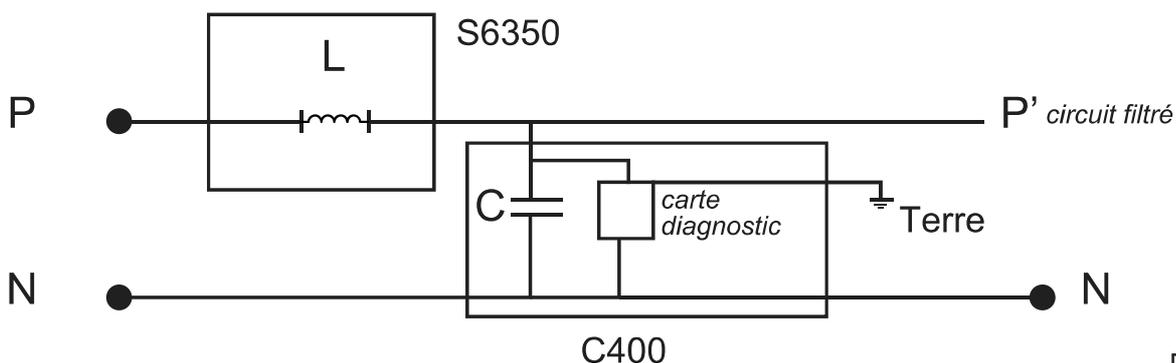 S6350
L
P
P' circuit filtré
C
carte
diagnostic
Terre
N
N
C400